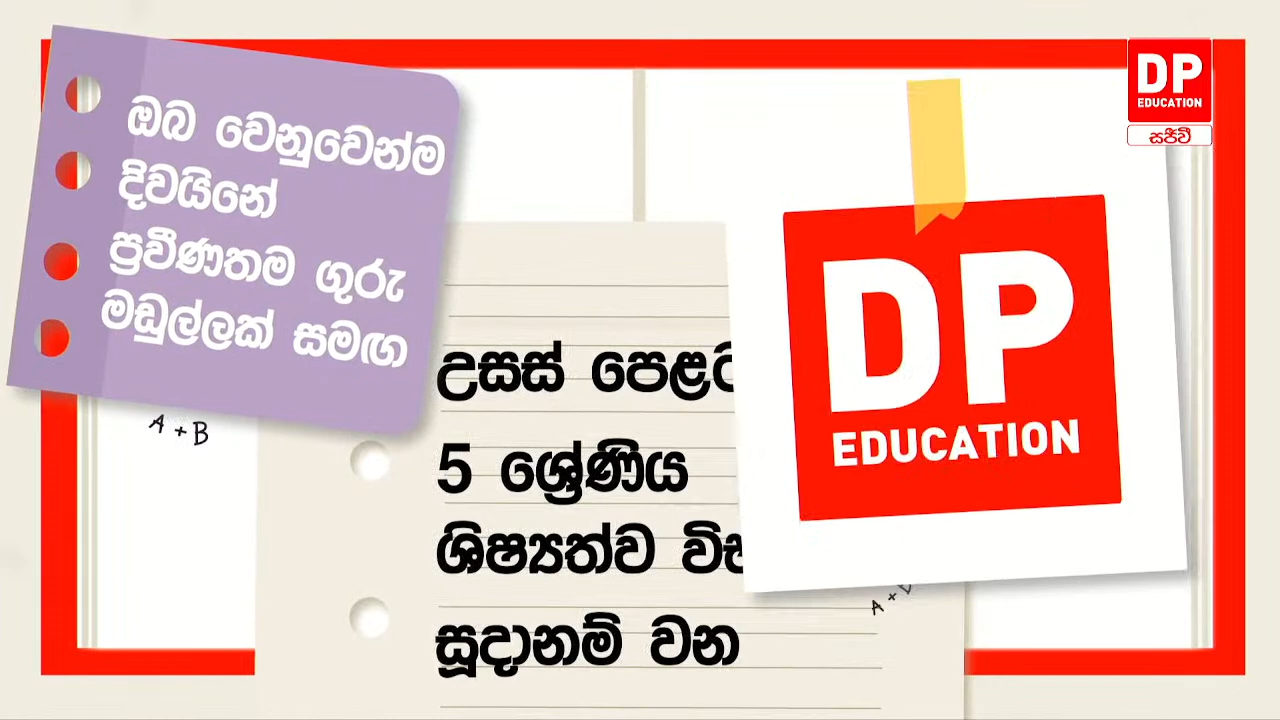 ඔබ වෙනුවෙන්ම
දිවයිනේ
ප්‍රවීණතම ගුරු
මඩුල්ලක් සමඟ
A + B
උසස් පෙළ
5 ශ්‍රේණිය
ශිෂ්‍යත්ව
සූදානම් වන
DP
EDUCATION
A +
DP
EDUCATION
සජීවී